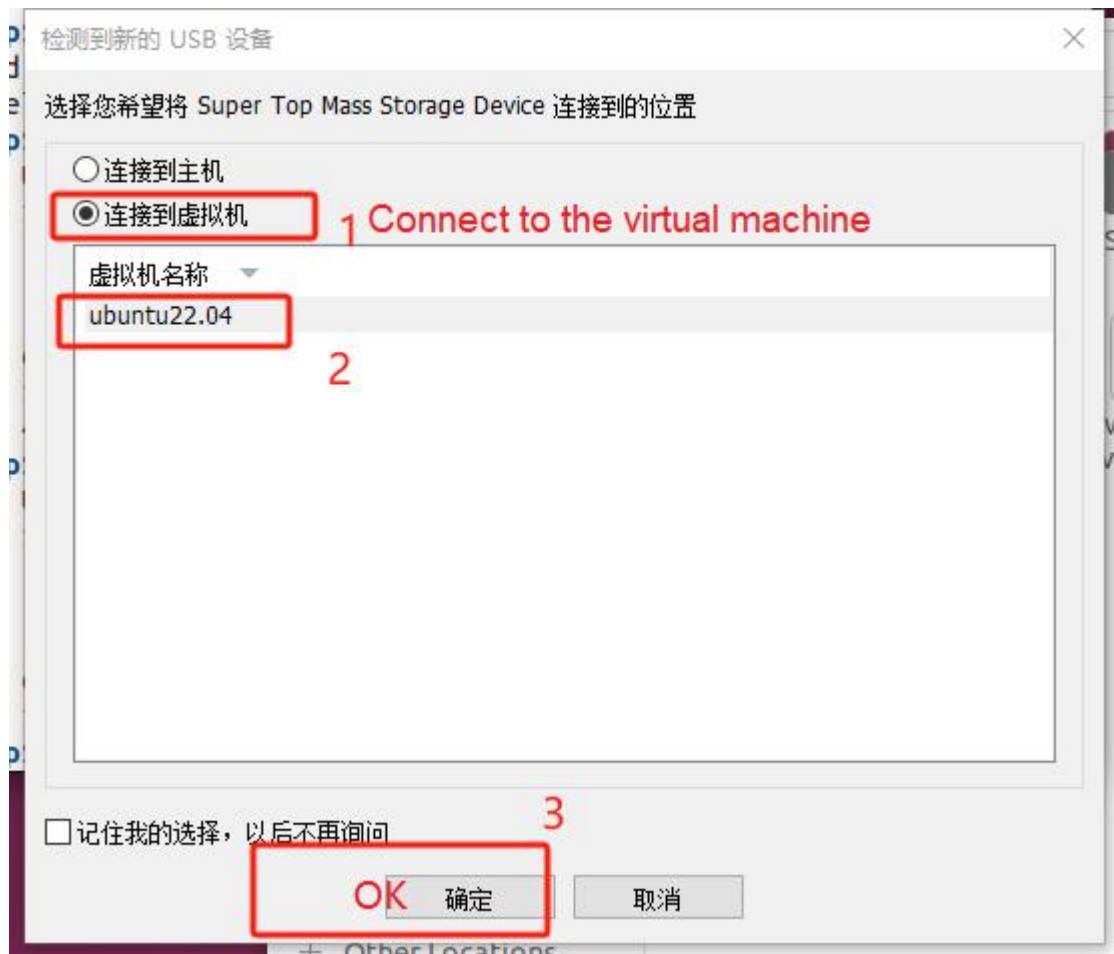 检测到新的 USB 设备
选择您希望将 Super Top Mass Storage Device 连接到的位置
连接到主机
连接到虚拟机
1 Connect to the virtual machine
虚拟机名称
ubuntu22.04
2
3
记住我的选择，以后不再询问
OK 确定
取消
Other Locations